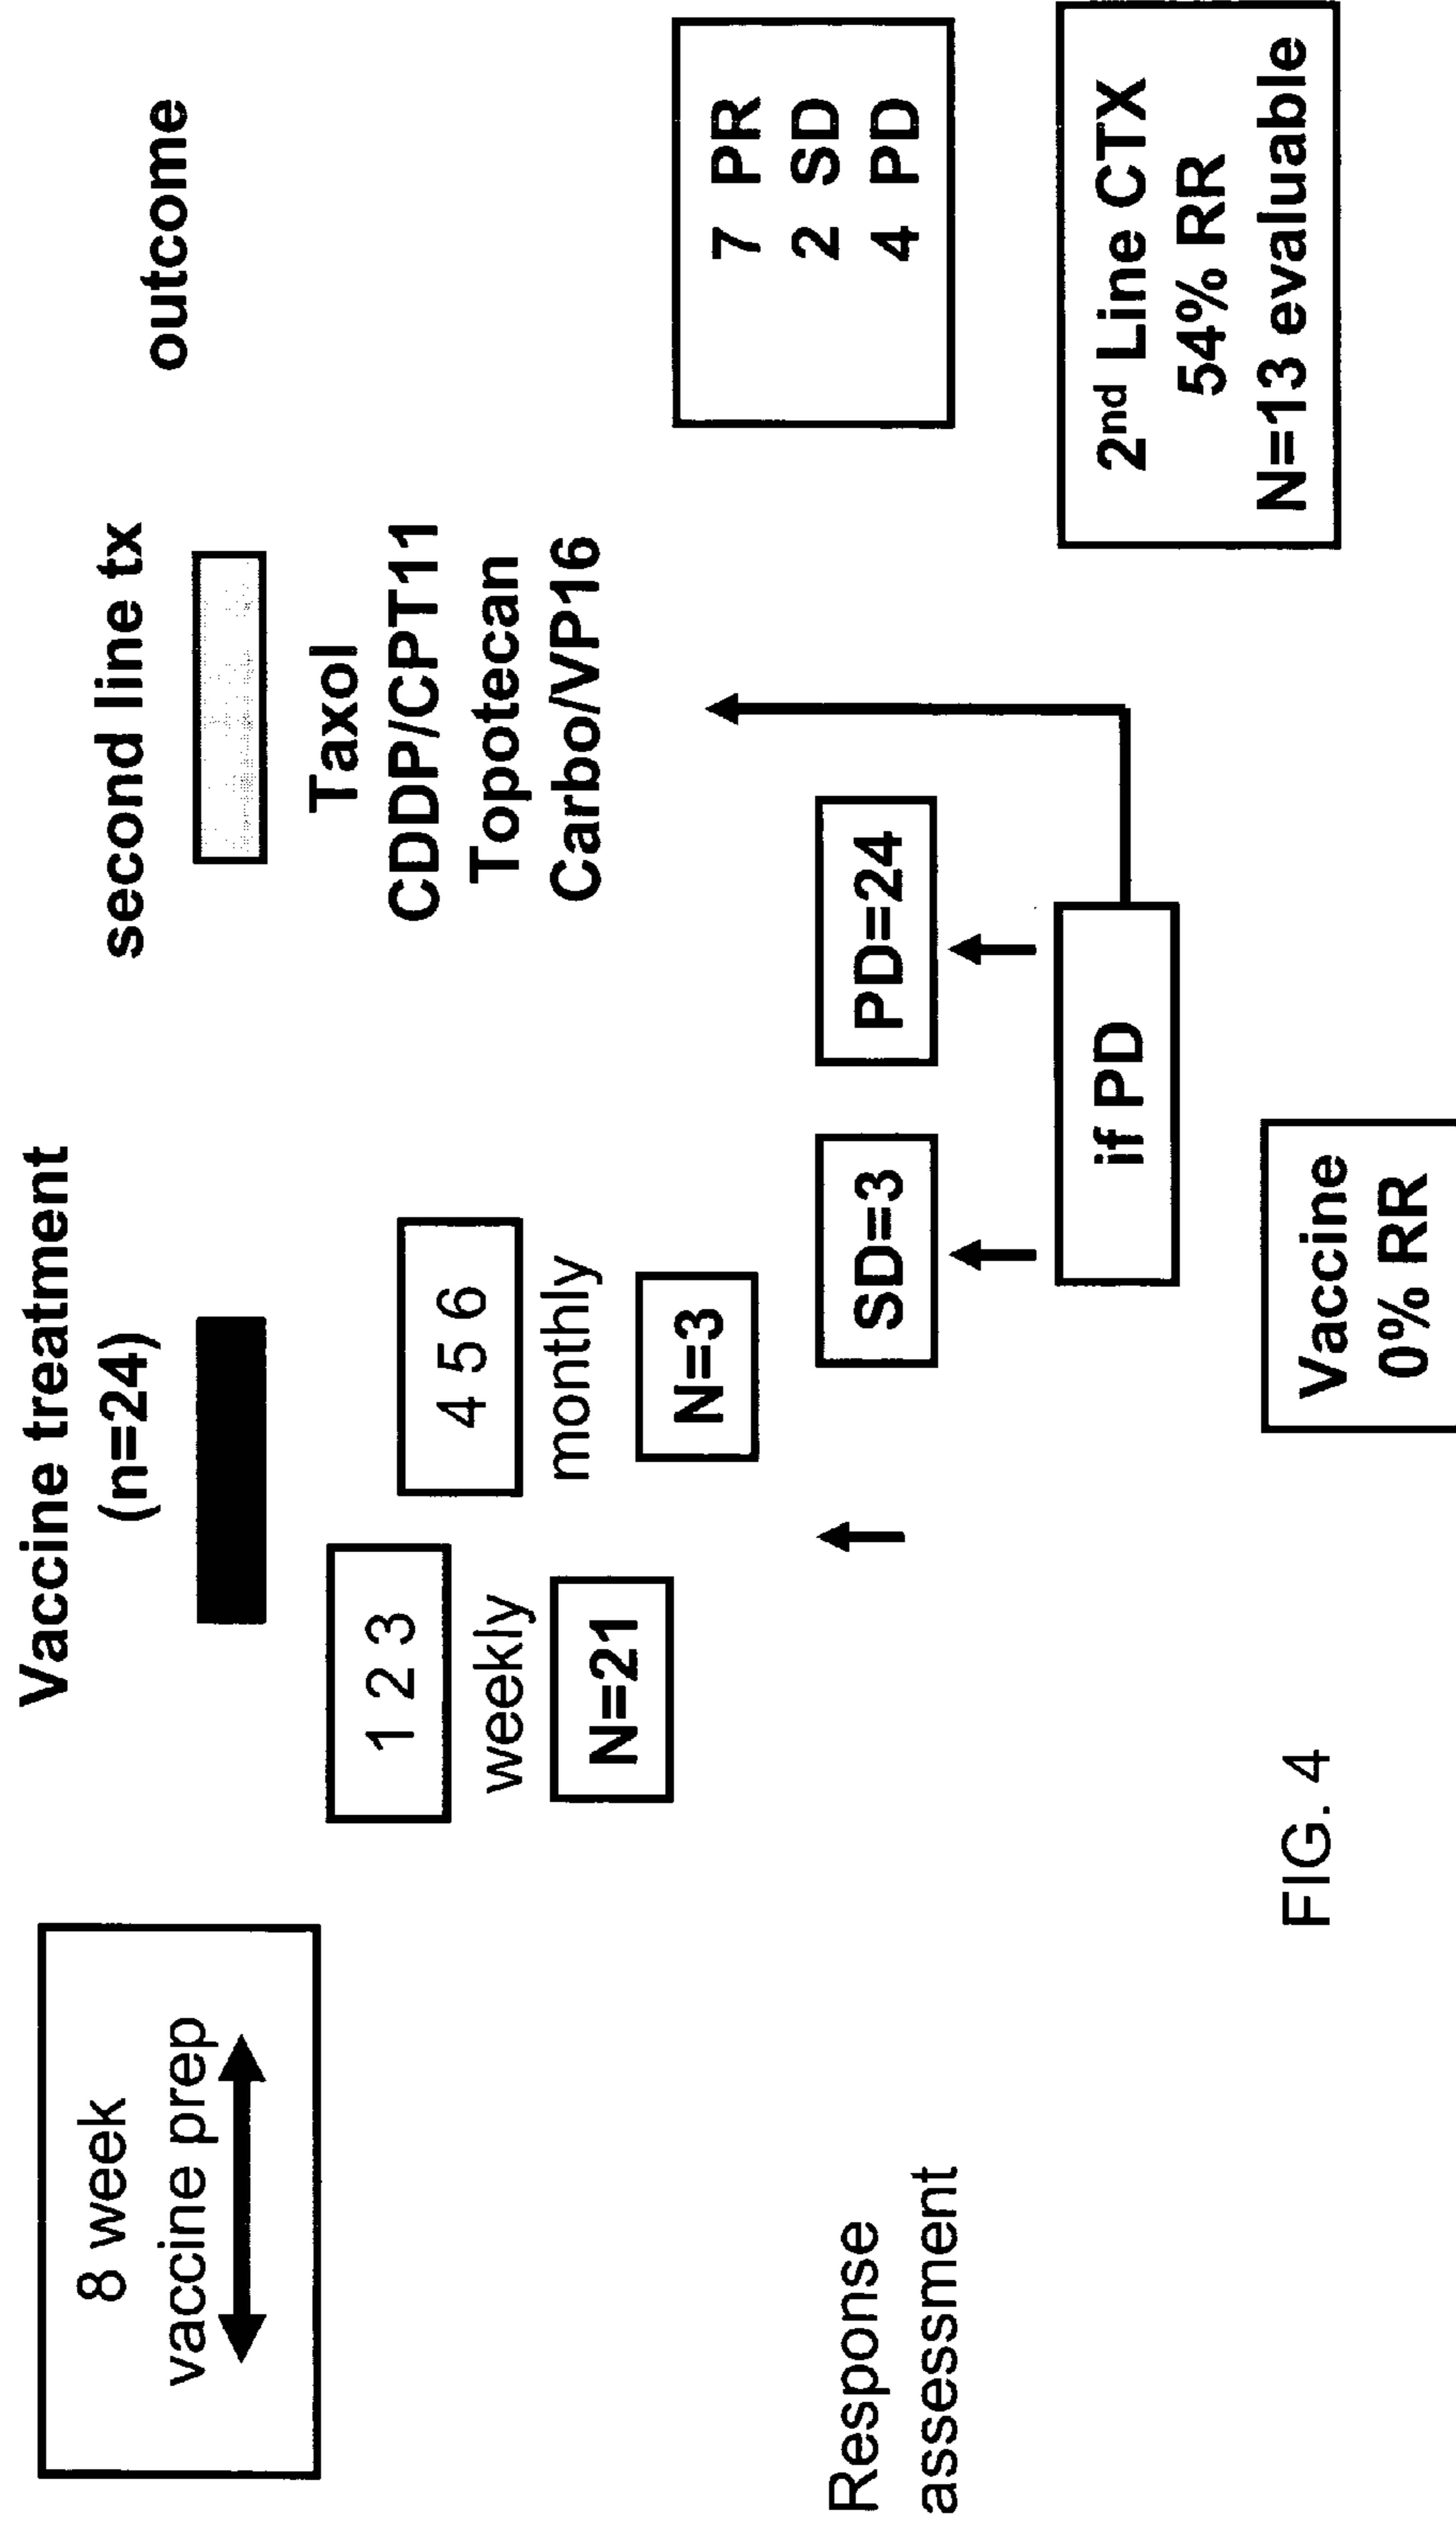 8 week
vaccine prep
Vaccine treatment
(n=24)
second line tx
outcome
1 2 3
weekly
N=21
4 5 6
monthly
N=3
Taxol
CDDP/CPT11
Topotecan
Carbo/VP16
Response
assessment
SD=3
PD=24
if PD
7 PR
2 SD
4 PD
2nd Line CTX
54% RR
N=13 evaluable
Vaccine
0% RR
FIG. 4